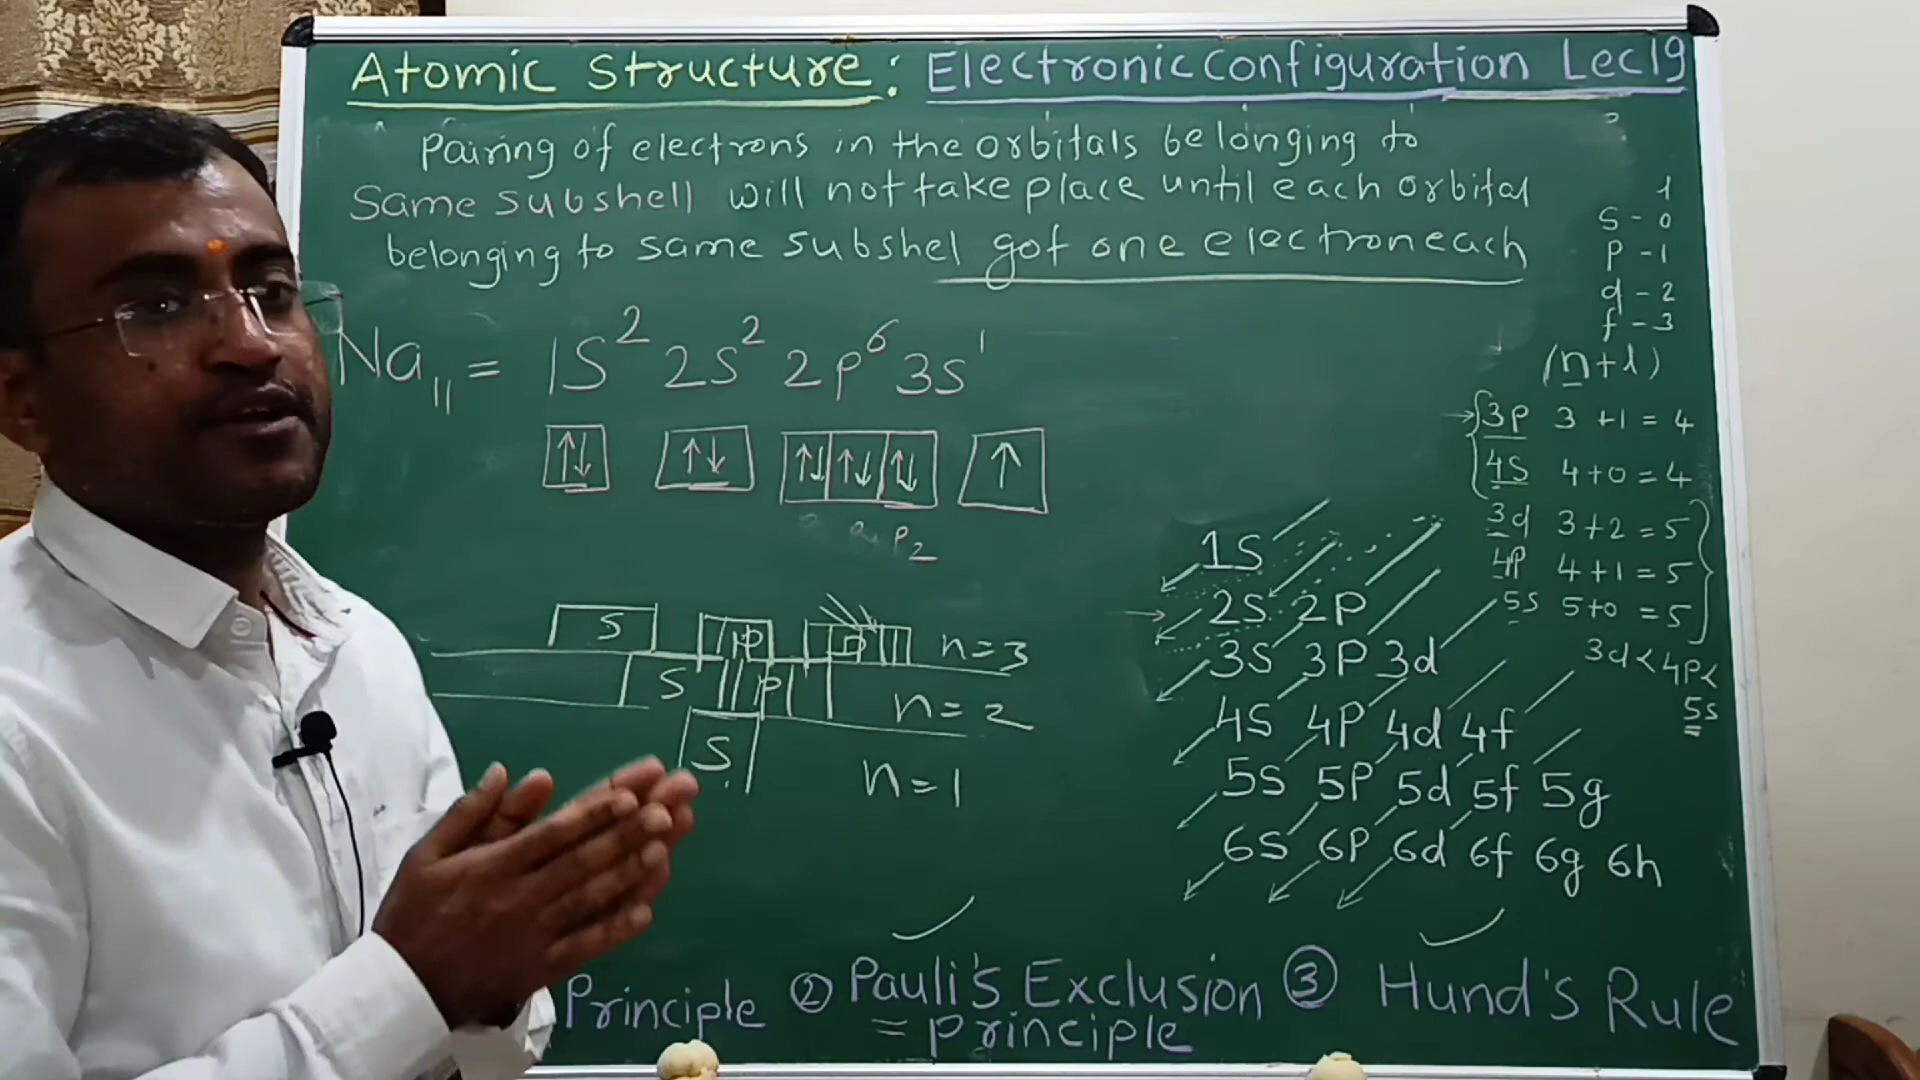 Atomic Structure: Electronic Configuration Lec 19
Pairing of electrons in the orbitals belonging to
Same subshell will not take place until each orbital
belonging to same subshel got one electron each
l
S - 0
P - 1
d - 2
f - 3
(n+l)
Na11 = 1S² 2S² 2P⁶ 3S¹
↑↓ ↑↓ ↑↓ ↑↓ ↑↓ ↑
Pz
→ 3P 3+1=4
4S 4+0=4
3d 3+2=5
4P 4+1=5
5S 5+0=5
3d<4P<
5s
S P D n=3
S P n=2
S n=1
1S
2S 2P
3S 3P 3d
4S 4P 4d 4f
5S 5P 5d 5f 5g
6S 6P 6d 6f 6g 6h
Principle ② Pauli's Exclusion ③ Hund's Rule
= principle